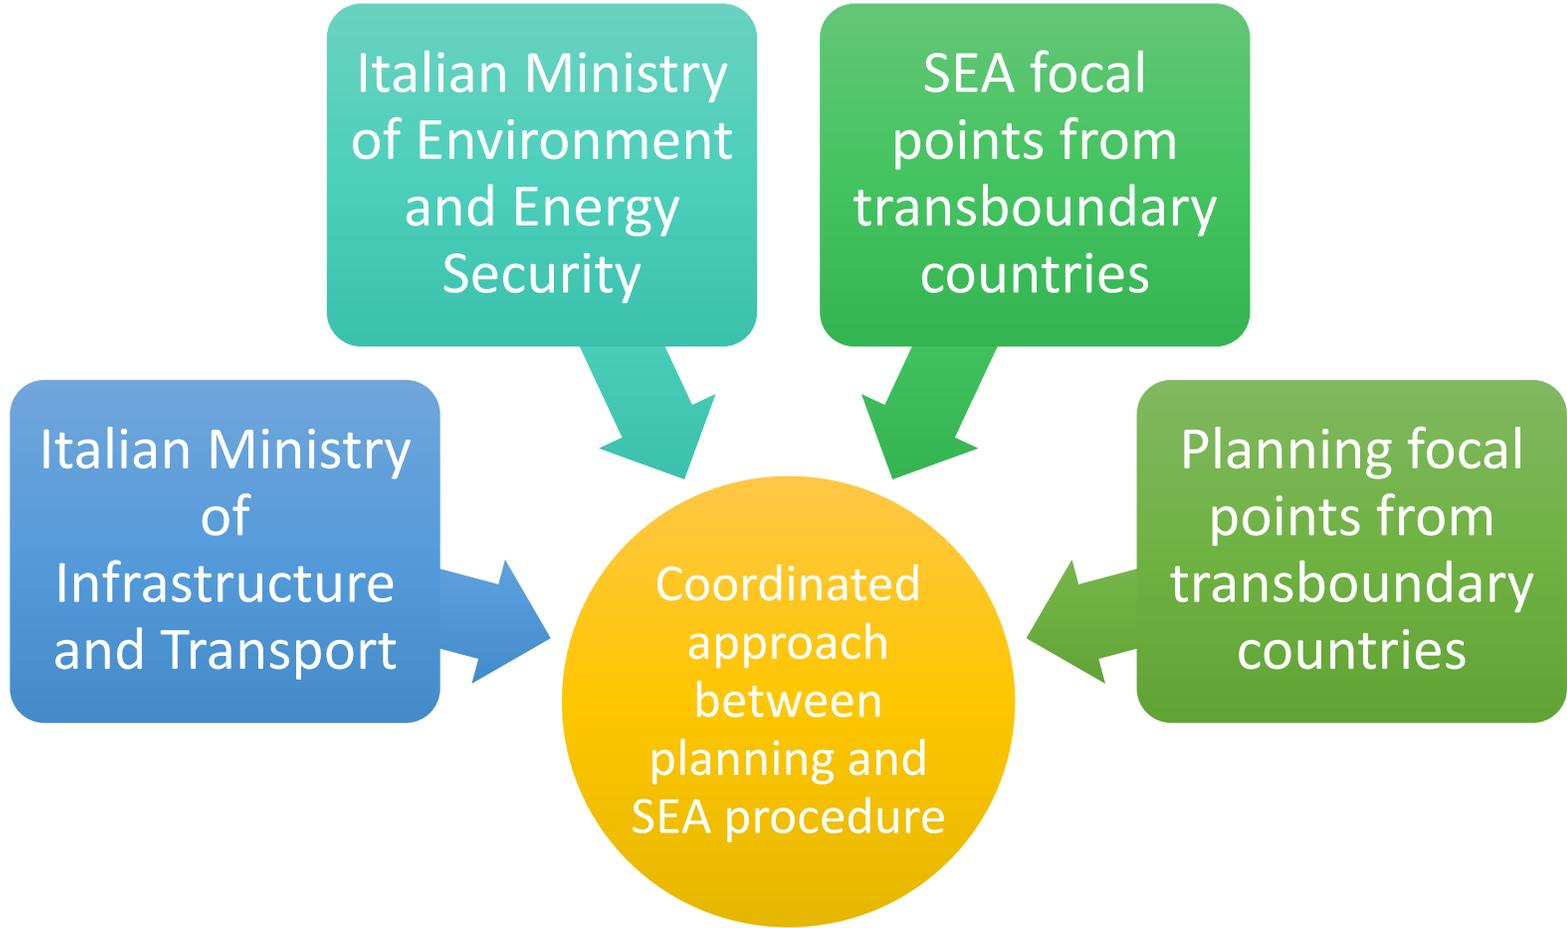 Italian Ministry
of Environment
and Energy
Security
SEA focal
points from
transboundary
countries
Italian Ministry
of
Infrastructure
and Transport
Planning focal
points from
transboundary
countries
Coordinated
approach
between
planning and
SEA procedure